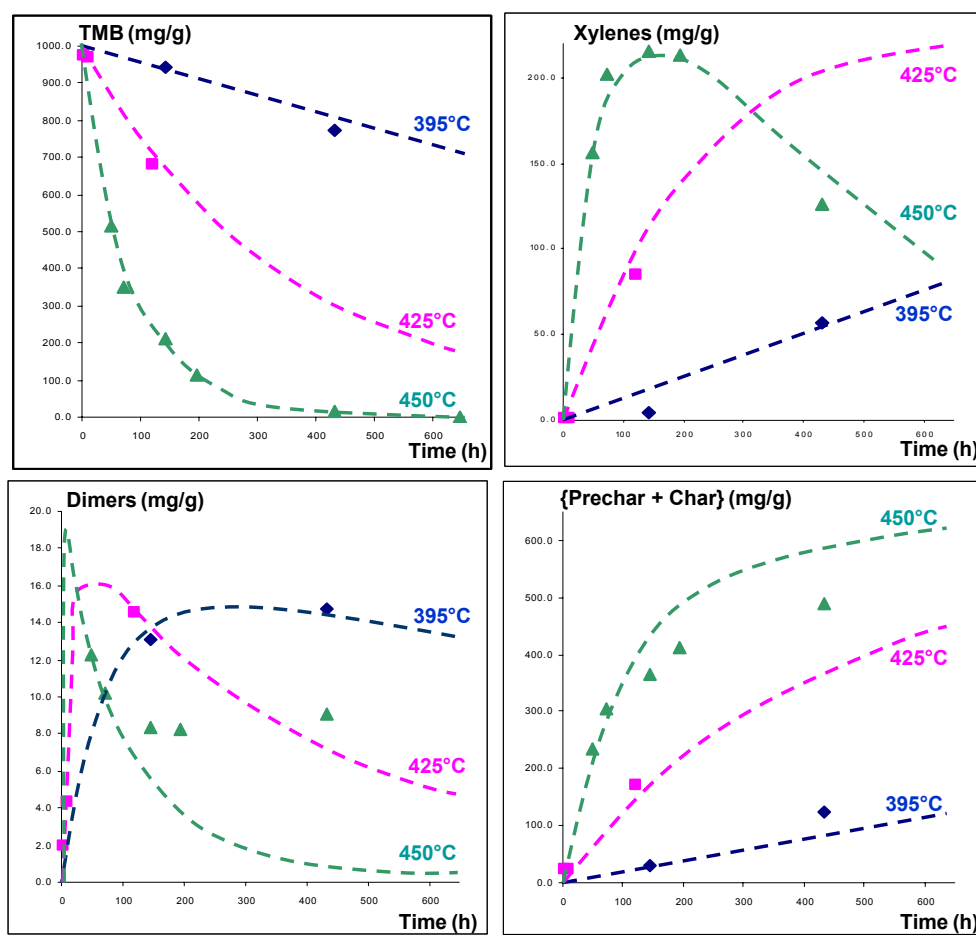 TMB (mg/g)
1000.0
900.0
800.0
700.0
600.0
500.0
400.0
300.0
200.0
100.0
0.0
0 100 200 300 400 500 600
Time (h)
395°C
425°C
450°C
Xylenes (mg/g)
200.0
150.0
100.0
50.0
0.0
0 100 200 300 400 500 600
Time (h)
425°C
450°C
395°C
Dimers (mg/g)
20.0
18.0
16.0
14.0
12.0
10.0
8.0
6.0
4.0
2.0
0.0
0 100 200 300 400 500 600
Time (h)
395°C
425°C
450°C
{Prechar + Char} (mg/g)
600.0
500.0
400.0
300.0
200.0
100.0
0.0
0 100 200 300 400 500 600
Time (h)
450°C
425°C
395°C